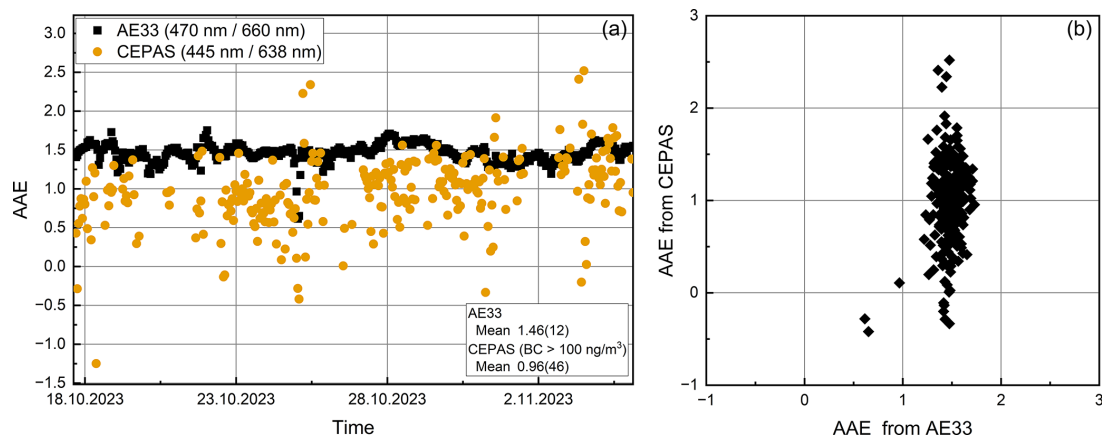 (a)
AE33 (470 nm / 660 nm)
CEPAS (445 nm / 638 nm)
3.0
2.5
2.0
1.5
1.0
0.5
0.0
−0.5
−1.0
−1.5
AAE
AE33
Mean 1.46(12)
CEPAS (BC > 100 ng/m³)
Mean 0.96(46)
18.10.2023 23.10.2023 28.10.2023 2.11.2023
Time
(b)
3
2
1
0
−1
AAE from CEPAS
−1 0 1 2 3
AAE from AE33